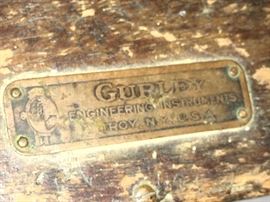 GURLEY
ENGINEERING INSTRUMENTS
TROY, N.Y. U.S.A.